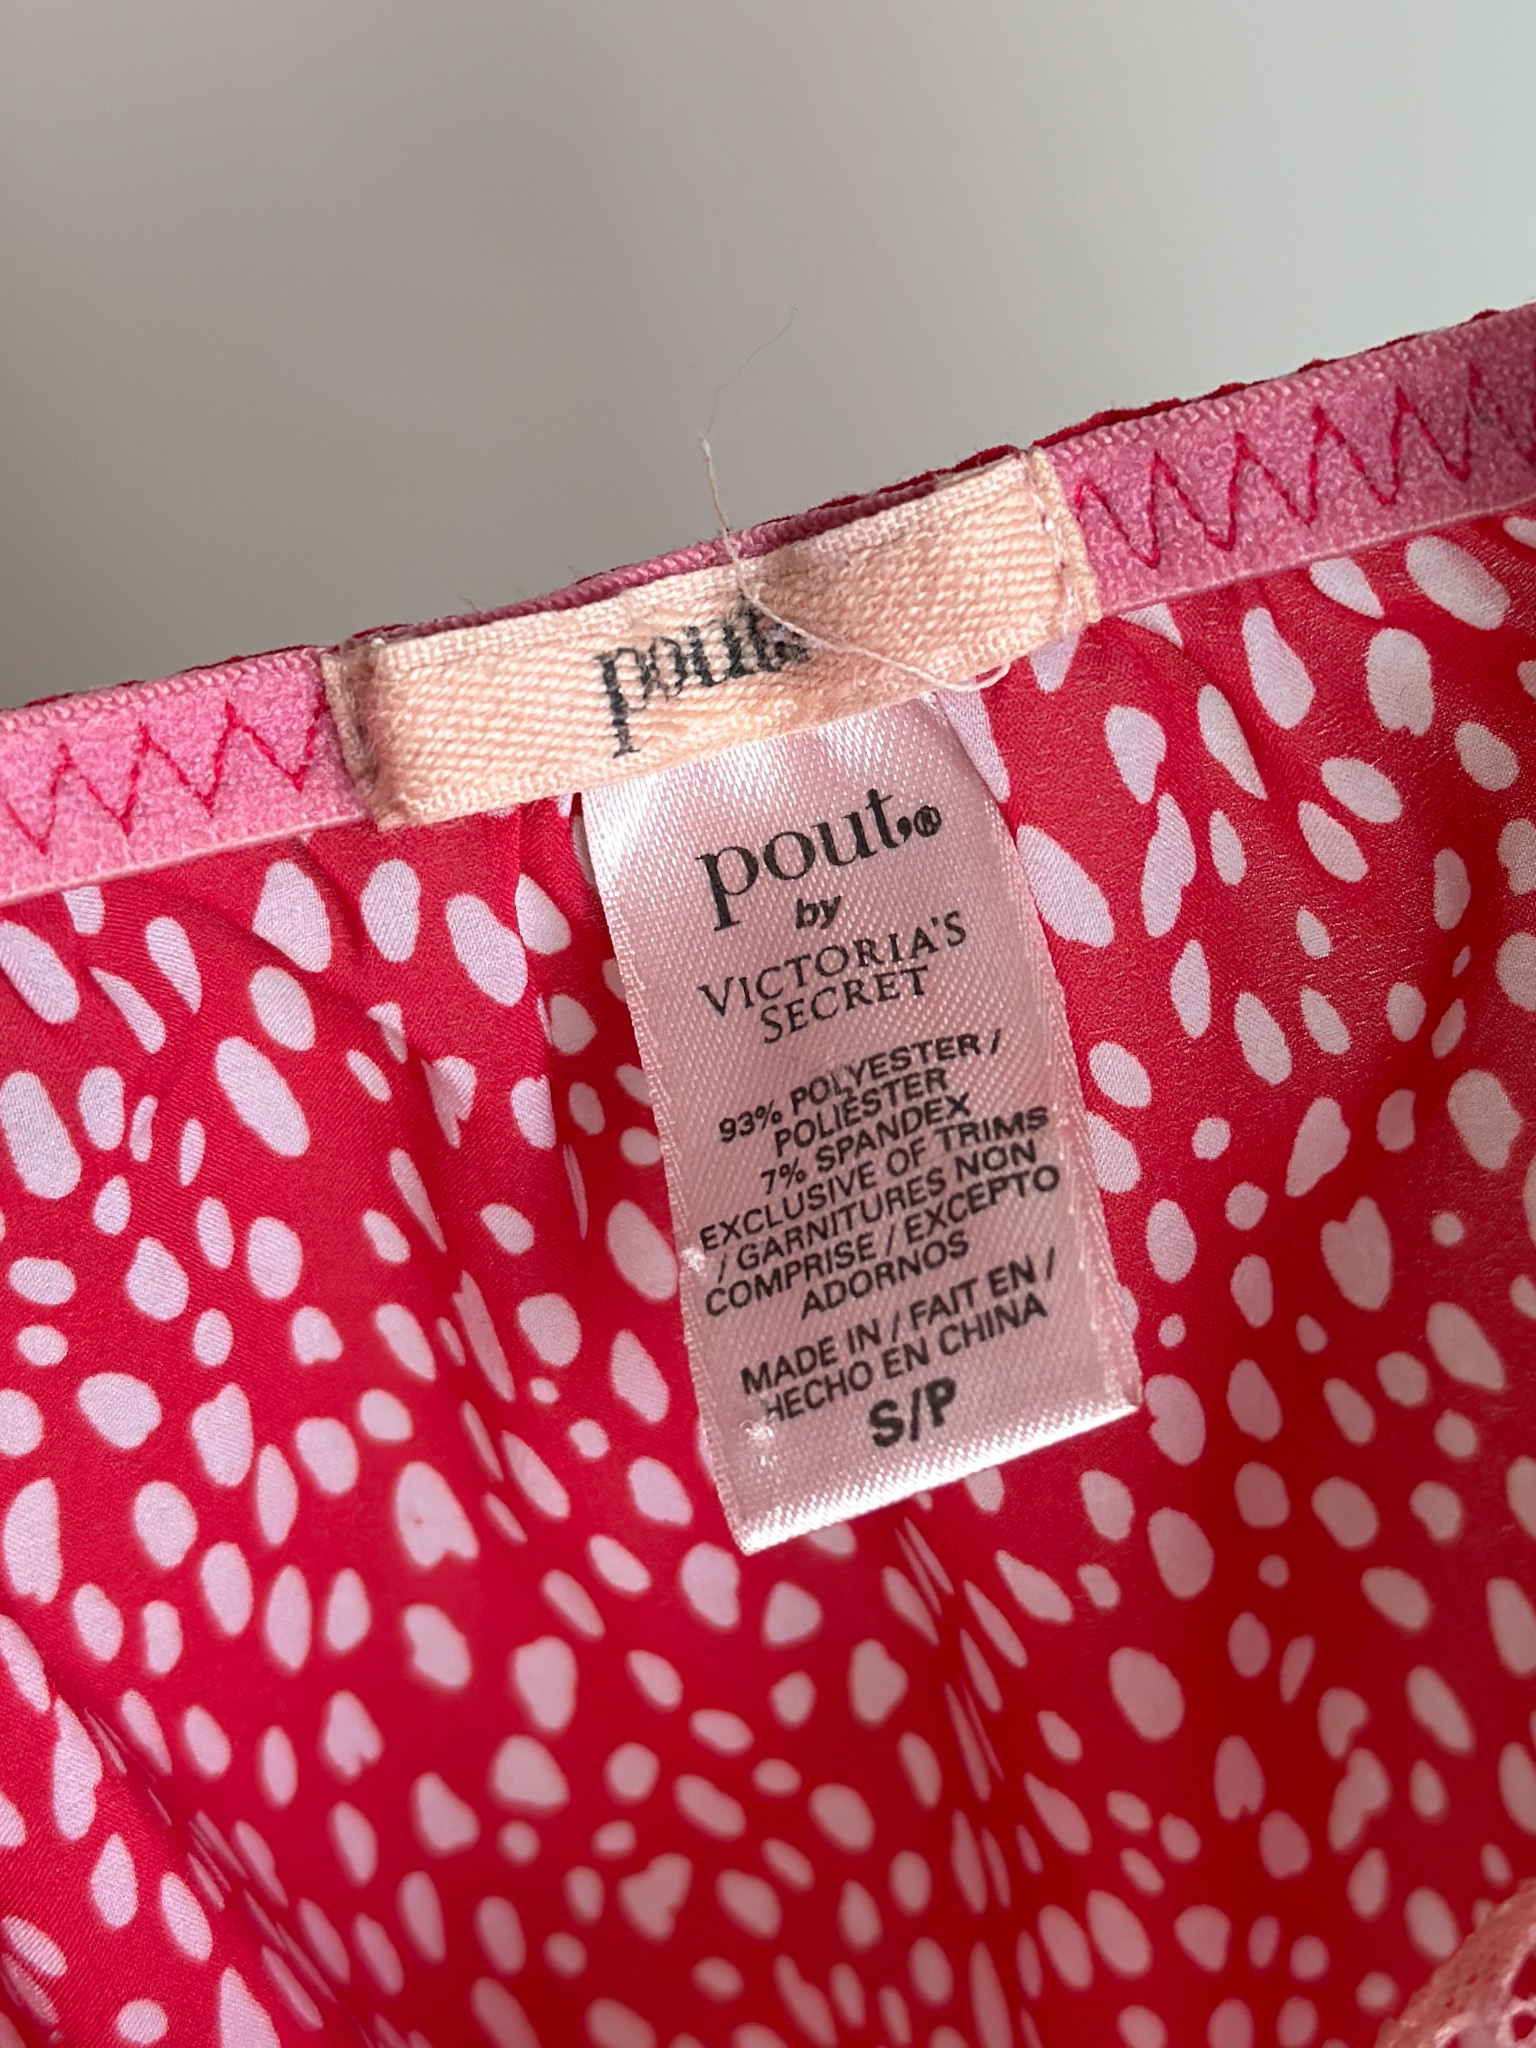 pout.
pout.®
by
VICTORIA'S
SECRET
93% POLYESTER /
POLIÉSTER
7% SPANDEX
EXCLUSIVE OF TRIMS
/ GARNITURES NON
COMPRISE / EXCEPTO
ADORNOS
MADE IN / FAIT EN /
HECHO EN CHINA
S/P